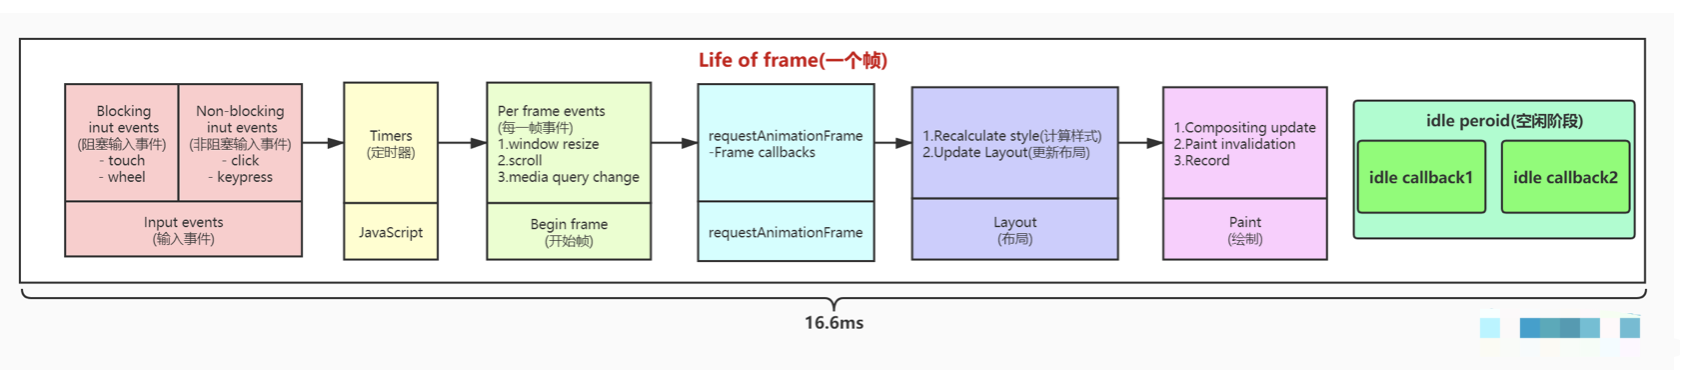 Life of frame(一个帧)
Blocking
inut events
(阻塞输入事件)
- touch
- wheel
Non-blocking
inut events
(非阻塞输入事件)
- click
- keypress
Input events
(输入事件)
Timers
(定时器)
JavaScript
Per frame events
(每一帧事件)
1.window resize
2.scroll
3.media query change
Begin frame
(开始帧)
requestAnimationFrame
-Frame callbacks
requestAnimationFrame
1.Recalculate style(计算样式)
2.Update Layout(更新布局)
Layout
(布局)
1.Compositing update
2.Paint invalidation
3.Record
Paint
(绘制)
idle peroid(空闲阶段)
idle callback1
idle callback2
16.6ms